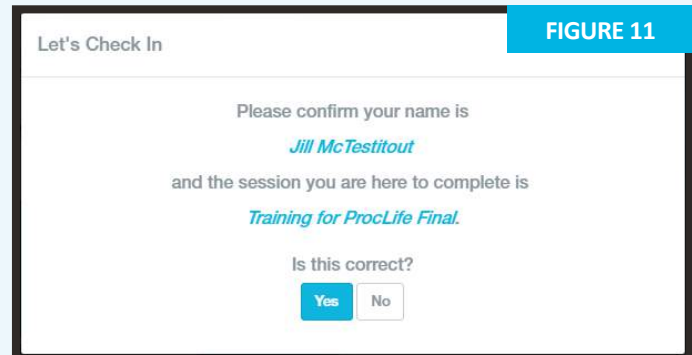 Let's Check In
FIGURE 11
Please confirm your name is
Jill McTestitout
and the session you are here to complete is
Training for ProcLife Final.
Is this correct?
Yes No